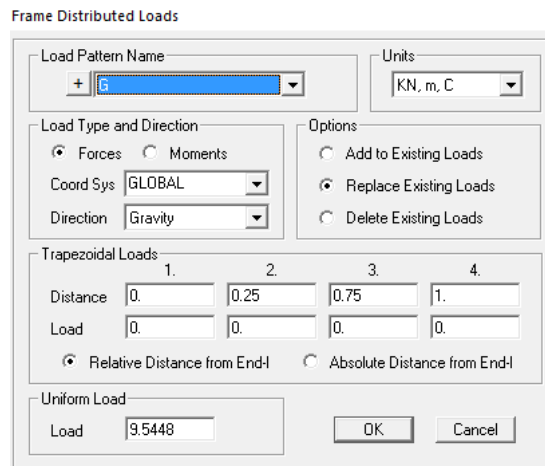 Frame Distributed Loads
Load Pattern Name
+ G
Units
KN, m, C
Load Type and Direction
Forces Moments
Coord Sys GLOBAL
Direction Gravity
Options
Add to Existing Loads
Replace Existing Loads
Delete Existing Loads
Trapezoidal Loads
1. 2. 3. 4.
Distance 0. 0.25 0.75 1.
Load 0. 0. 0. 0.
Relative Distance from End-I Absolute Distance from End-I
Uniform Load
Load 9.5448
OK Cancel